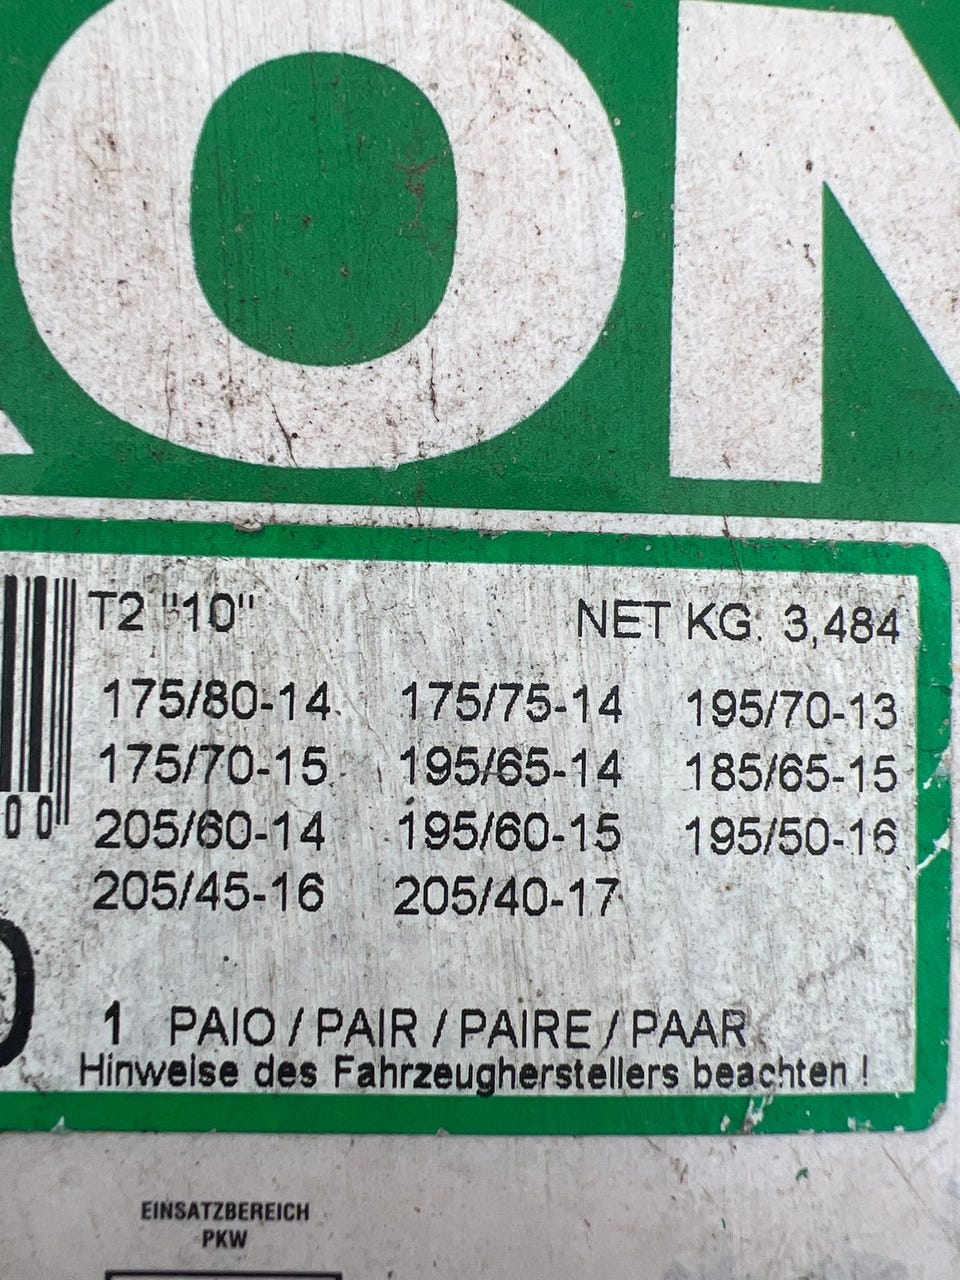 ON
T2 "10" NET KG. 3,484
175/80-14 175/75-14 195/70-13
175/70-15 195/65-14 185/65-15
00 205/60-14 195/60-15 195/50-16
205/45-16 205/40-17
1 PAIO / PAIR / PAIRE / PAAR
Hinweise des Fahrzeugherstellers beachten !
EINSATZBEREICH
PKW